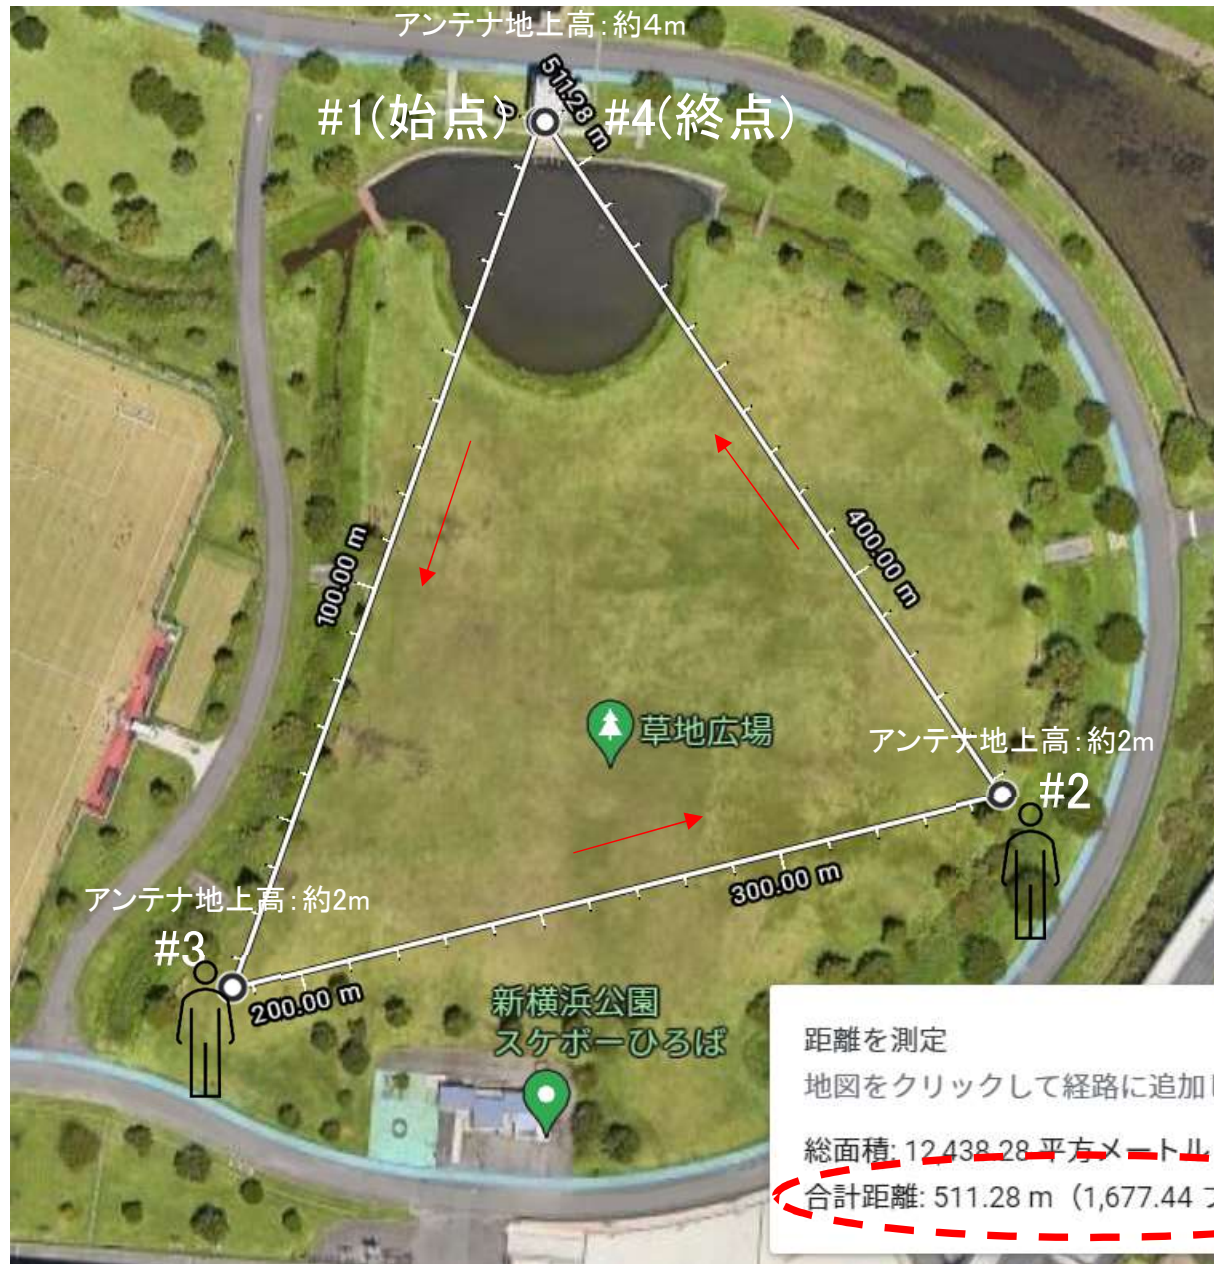 アンテナ地上高：約4m
#1(始点)
0
511.28 m
#4(終点)
100.00 m
400.00 m
草地広場
アンテナ地上高：約2m
#2
300.00 m
アンテナ地上高：約2m
#3
200.00 m
新横浜公園
スケボーひろば
距離を測定
地図をクリックして経路に追加
総面積: 12,438.28 平方メートル
合計距離: 511.28 m（1,677.44 フ